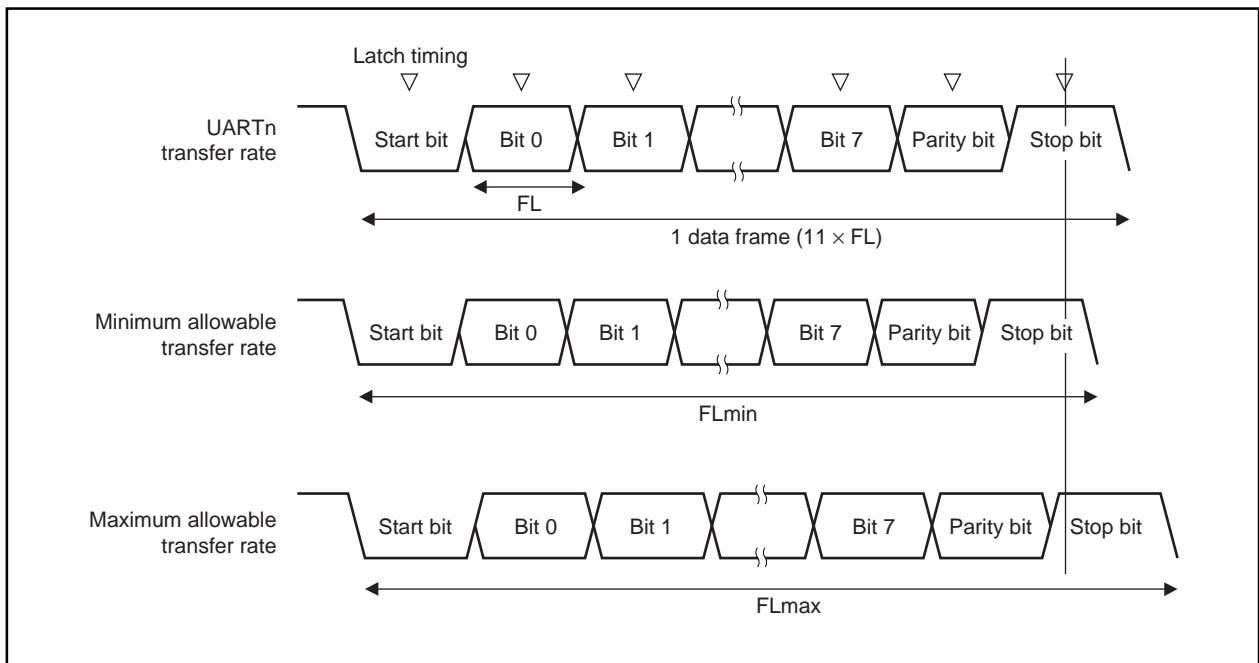 Latch timing
UARTn
transfer rate
Start bit
Bit 0
Bit 1
Bit 7
Parity bit
Stop bit
FL
1 data frame (11 × FL)
Minimum allowable
transfer rate
Start bit
Bit 0
Bit 1
Bit 7
Parity bit
Stop bit
FLmin
Maximum allowable
transfer rate
Start bit
Bit 0
Bit 1
Bit 7
Parity bit
Stop bit
FLmax